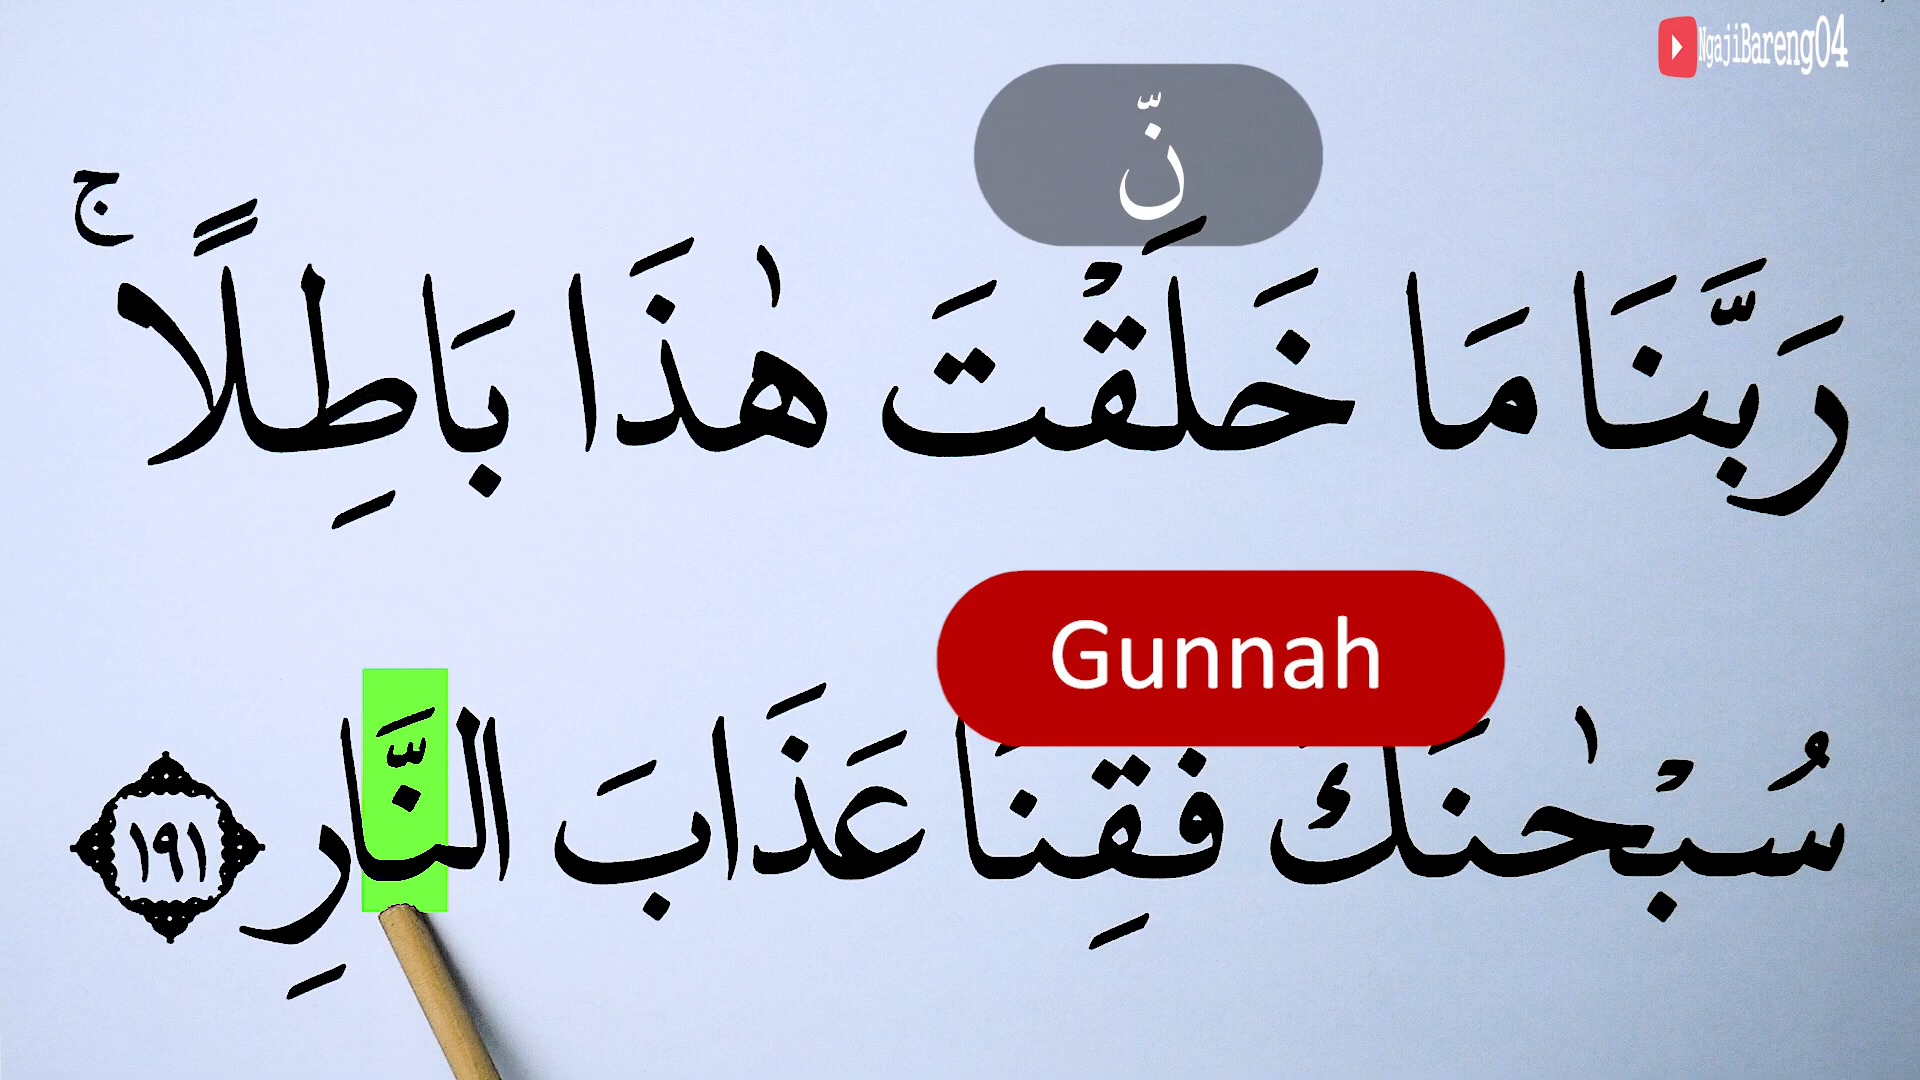 NgajiBareng04
نّ
رَبَّنَا مَا خَلَقْتَ هٰذَا بَاطِلًا ۚ
Gunnah
سُبْحٰنَكَ فَقِنَا عَذَابَ النَّارِ ١٩١